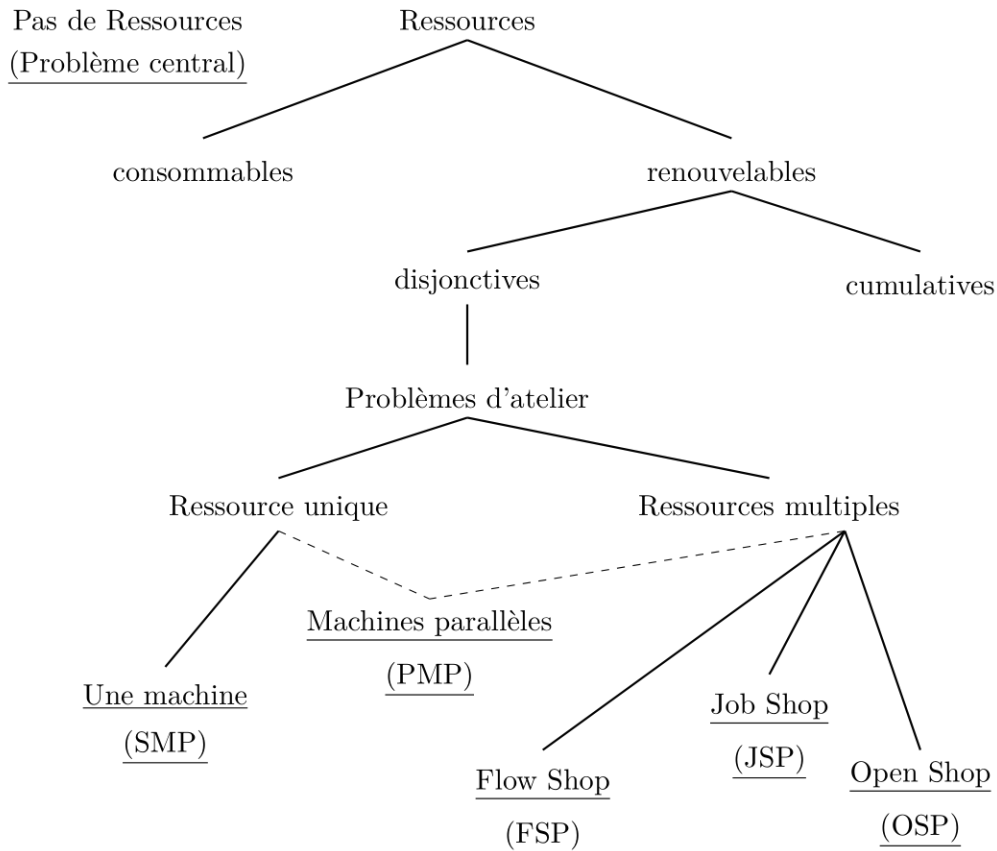 Pas de Ressources
(Problème central)
Ressources
consommables
renouvelables
disjonctives
cumulatives
Problèmes d'atelier
Ressource unique
Ressources multiples
Machines parallèles
(PMP)
Une machine
(SMP)
Job Shop
(JSP)
Flow Shop
(FSP)
Open Shop
(OSP)